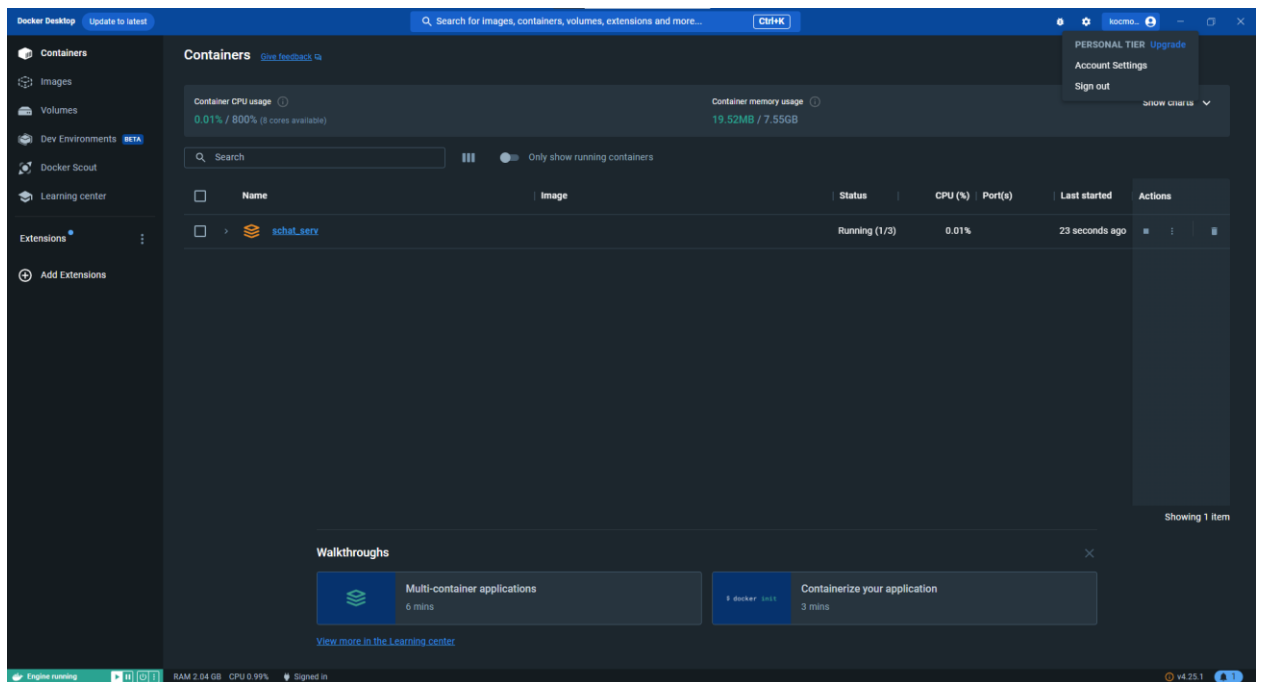 Docker Desktop Update to latest
Search for images, containers, volumes, extensions and more... Ctrl+K
kocmo...
PERSONAL TIER Upgrade
Account Settings
Sign out
Containers
Images
Volumes
Dev Environments BETA
Docker Scout
Learning center
Extensions
Add Extensions
Containers Give feedback
Container CPU usage
0.01% / 800% (8 cores available)
Container memory usage
19.52MB / 7.55GB
Show charts
Search
Only show running containers
Name Image Status CPU (%) Port(s) Last started Actions
schat_serv Running (1/3) 0.01% 23 seconds ago
Showing 1 item
Walkthroughs
Multi-container applications
6 mins
$ docker init
Containerize your application
3 mins
View more in the Learning center
Engine running RAM 2.04 GB CPU 0.99% Signed in v4.25.1 1